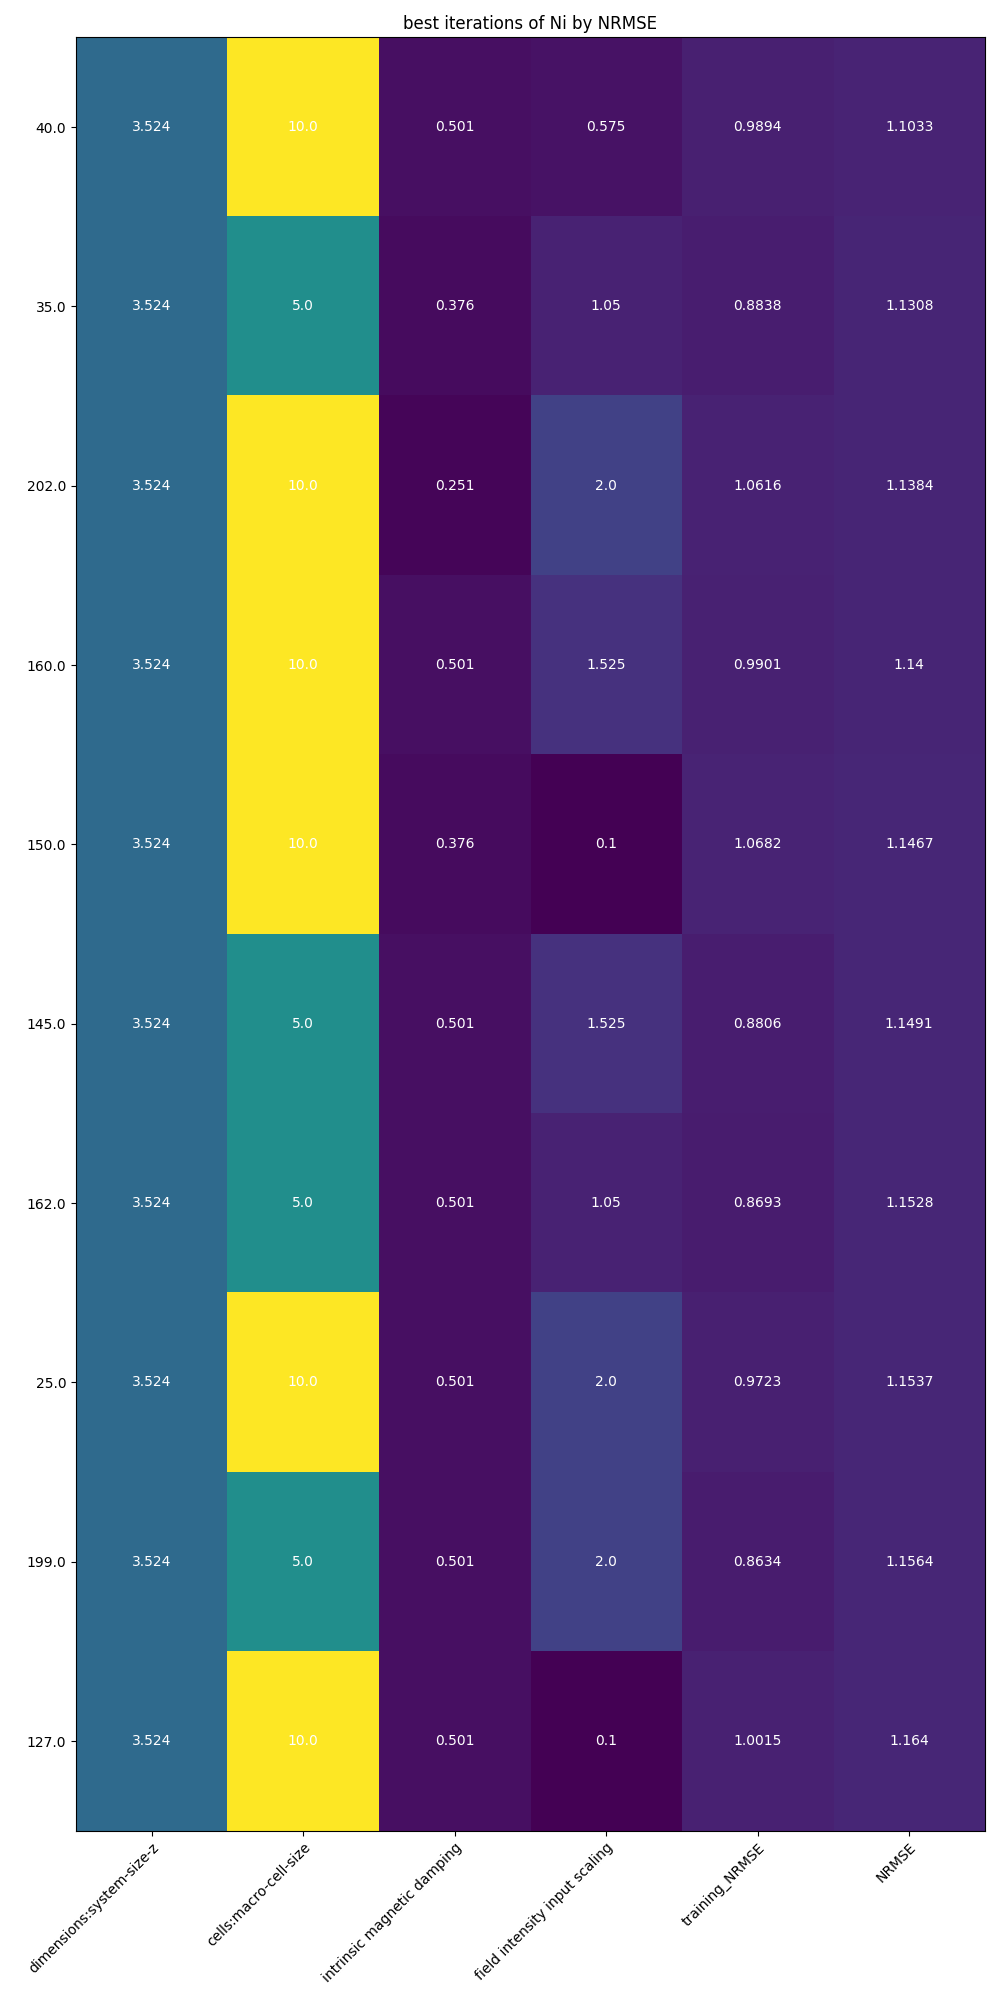 best iterations of Ni by NRMSE
40.0 3.524 10.0 0.501 0.575 0.9894 1.1033
35.0 3.524 5.0 0.376 1.05 0.8838 1.1308
202.0 3.524 10.0 0.251 2.0 1.0616 1.1384
160.0 3.524 10.0 0.501 1.525 0.9901 1.14
150.0 3.524 10.0 0.376 0.1 1.0682 1.1467
145.0 3.524 5.0 0.501 1.525 0.8806 1.1491
162.0 3.524 5.0 0.501 1.05 0.8693 1.1528
25.0 3.524 10.0 0.501 2.0 0.9723 1.1537
199.0 3.524 5.0 0.501 2.0 0.8634 1.1564
127.0 3.524 10.0 0.501 0.1 1.0015 1.164
dimensions:system-size-z
cells:macro-cell-size
intrinsic magnetic damping
field intensity input scaling
training_NRMSE
NRMSE